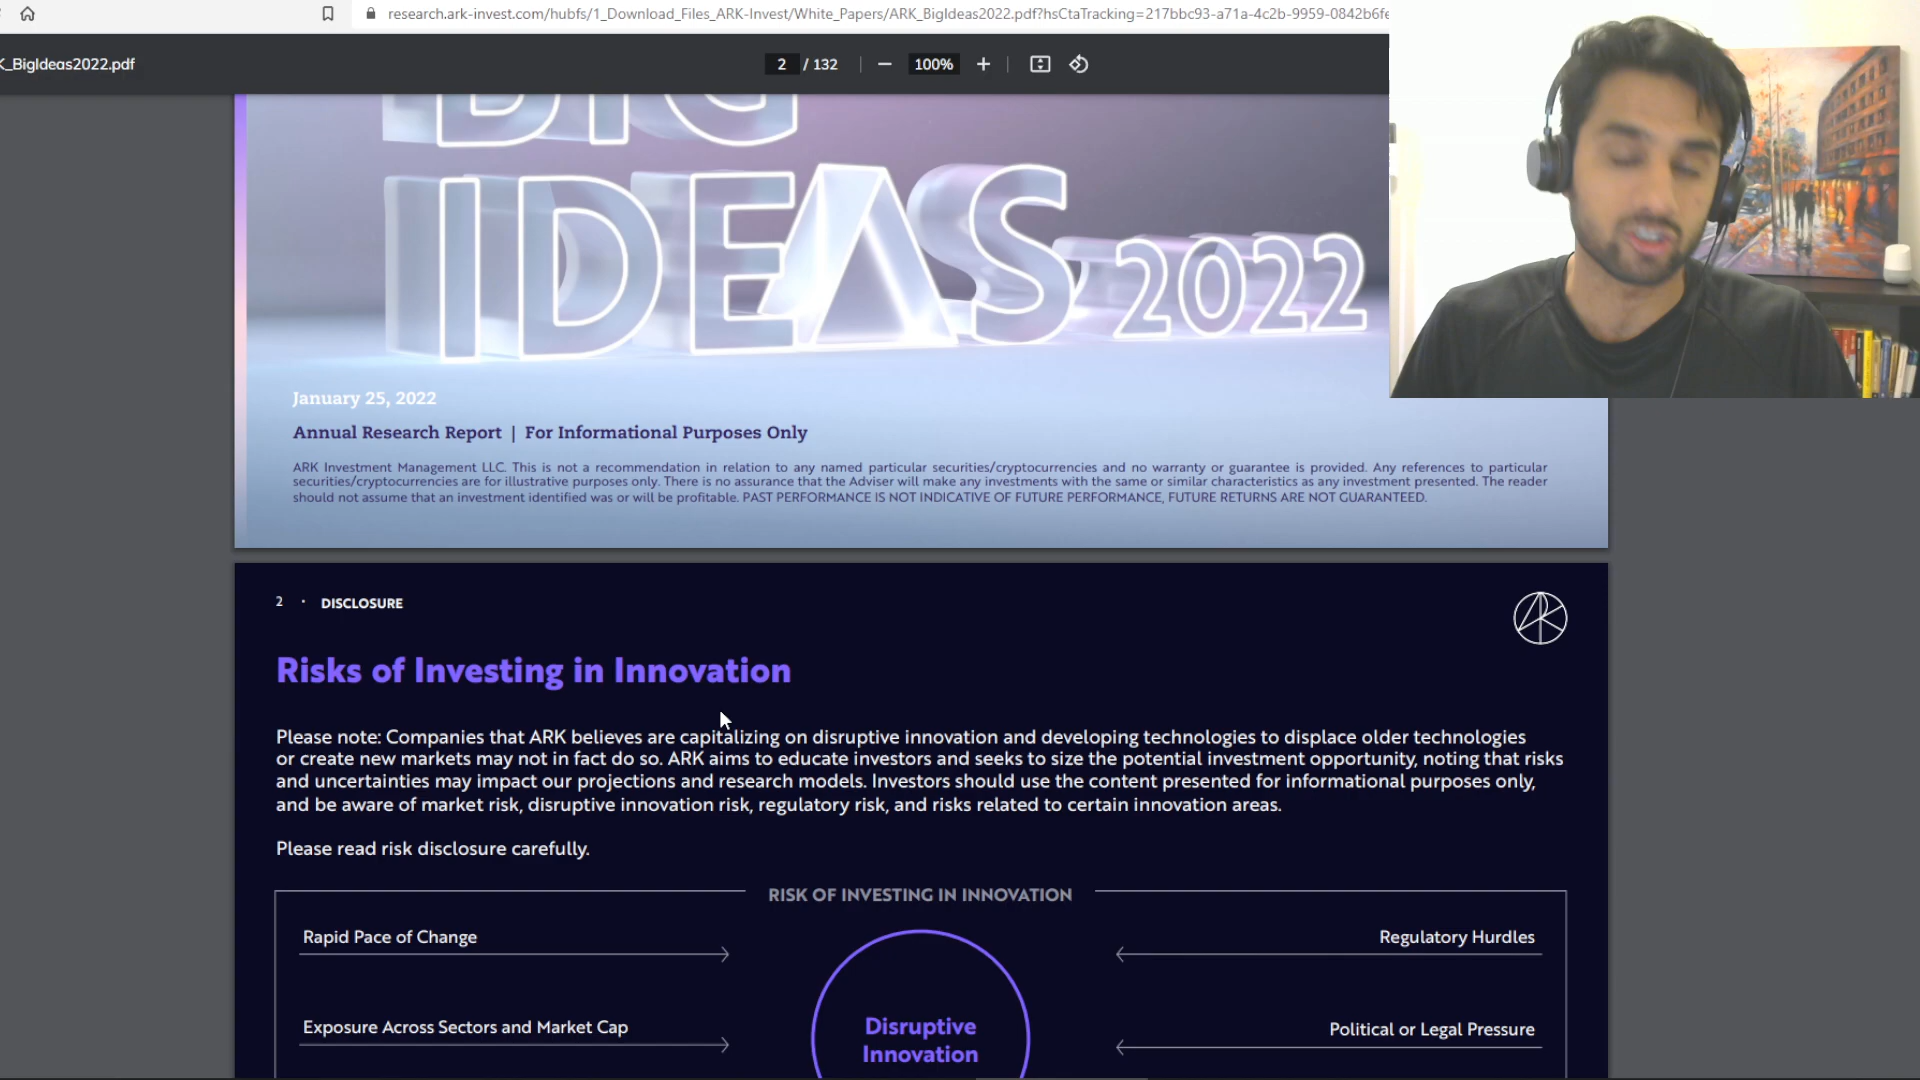 research.ark-invest.com/hubfs/1_Download_Files_ARK-Invest/White_Papers/ARK_BigIdeas2022.pdf?hsCtaTracking=217bbc93-a71a-4c2b-9959-0842b6fe
K_BigIdeas2022.pdf
2 / 132
100%
BIG
IDEAS 2022
January 25, 2022
Annual Research Report | For Informational Purposes Only
ARK Investment Management LLC. This is not a recommendation in relation to any named particular securities/cryptocurrencies and no warranty or guarantee is provided. Any references to particular
securities/cryptocurrencies are for illustrative purposes only. There is no assurance that the Adviser will make any investments with the same or similar characteristics as any investment presented. The reader
should not assume that an investment identified was or will be profitable. PAST PERFORMANCE IS NOT INDICATIVE OF FUTURE PERFORMANCE, FUTURE RETURNS ARE NOT GUARANTEED.
2 · DISCLOSURE
Risks of Investing in Innovation
Please note: Companies that ARK believes are capitalizing on disruptive innovation and developing technologies to displace older technologies
or create new markets may not in fact do so. ARK aims to educate investors and seeks to size the potential investment opportunity, noting that risks
and uncertainties may impact our projections and research models. Investors should use the content presented for informational purposes only,
and be aware of market risk, disruptive innovation risk, regulatory risk, and risks related to certain innovation areas.
Please read risk disclosure carefully.
RISK OF INVESTING IN INNOVATION
Rapid Pace of Change
Regulatory Hurdles
Exposure Across Sectors and Market Cap
Political or Legal Pressure
Disruptive
Innovation